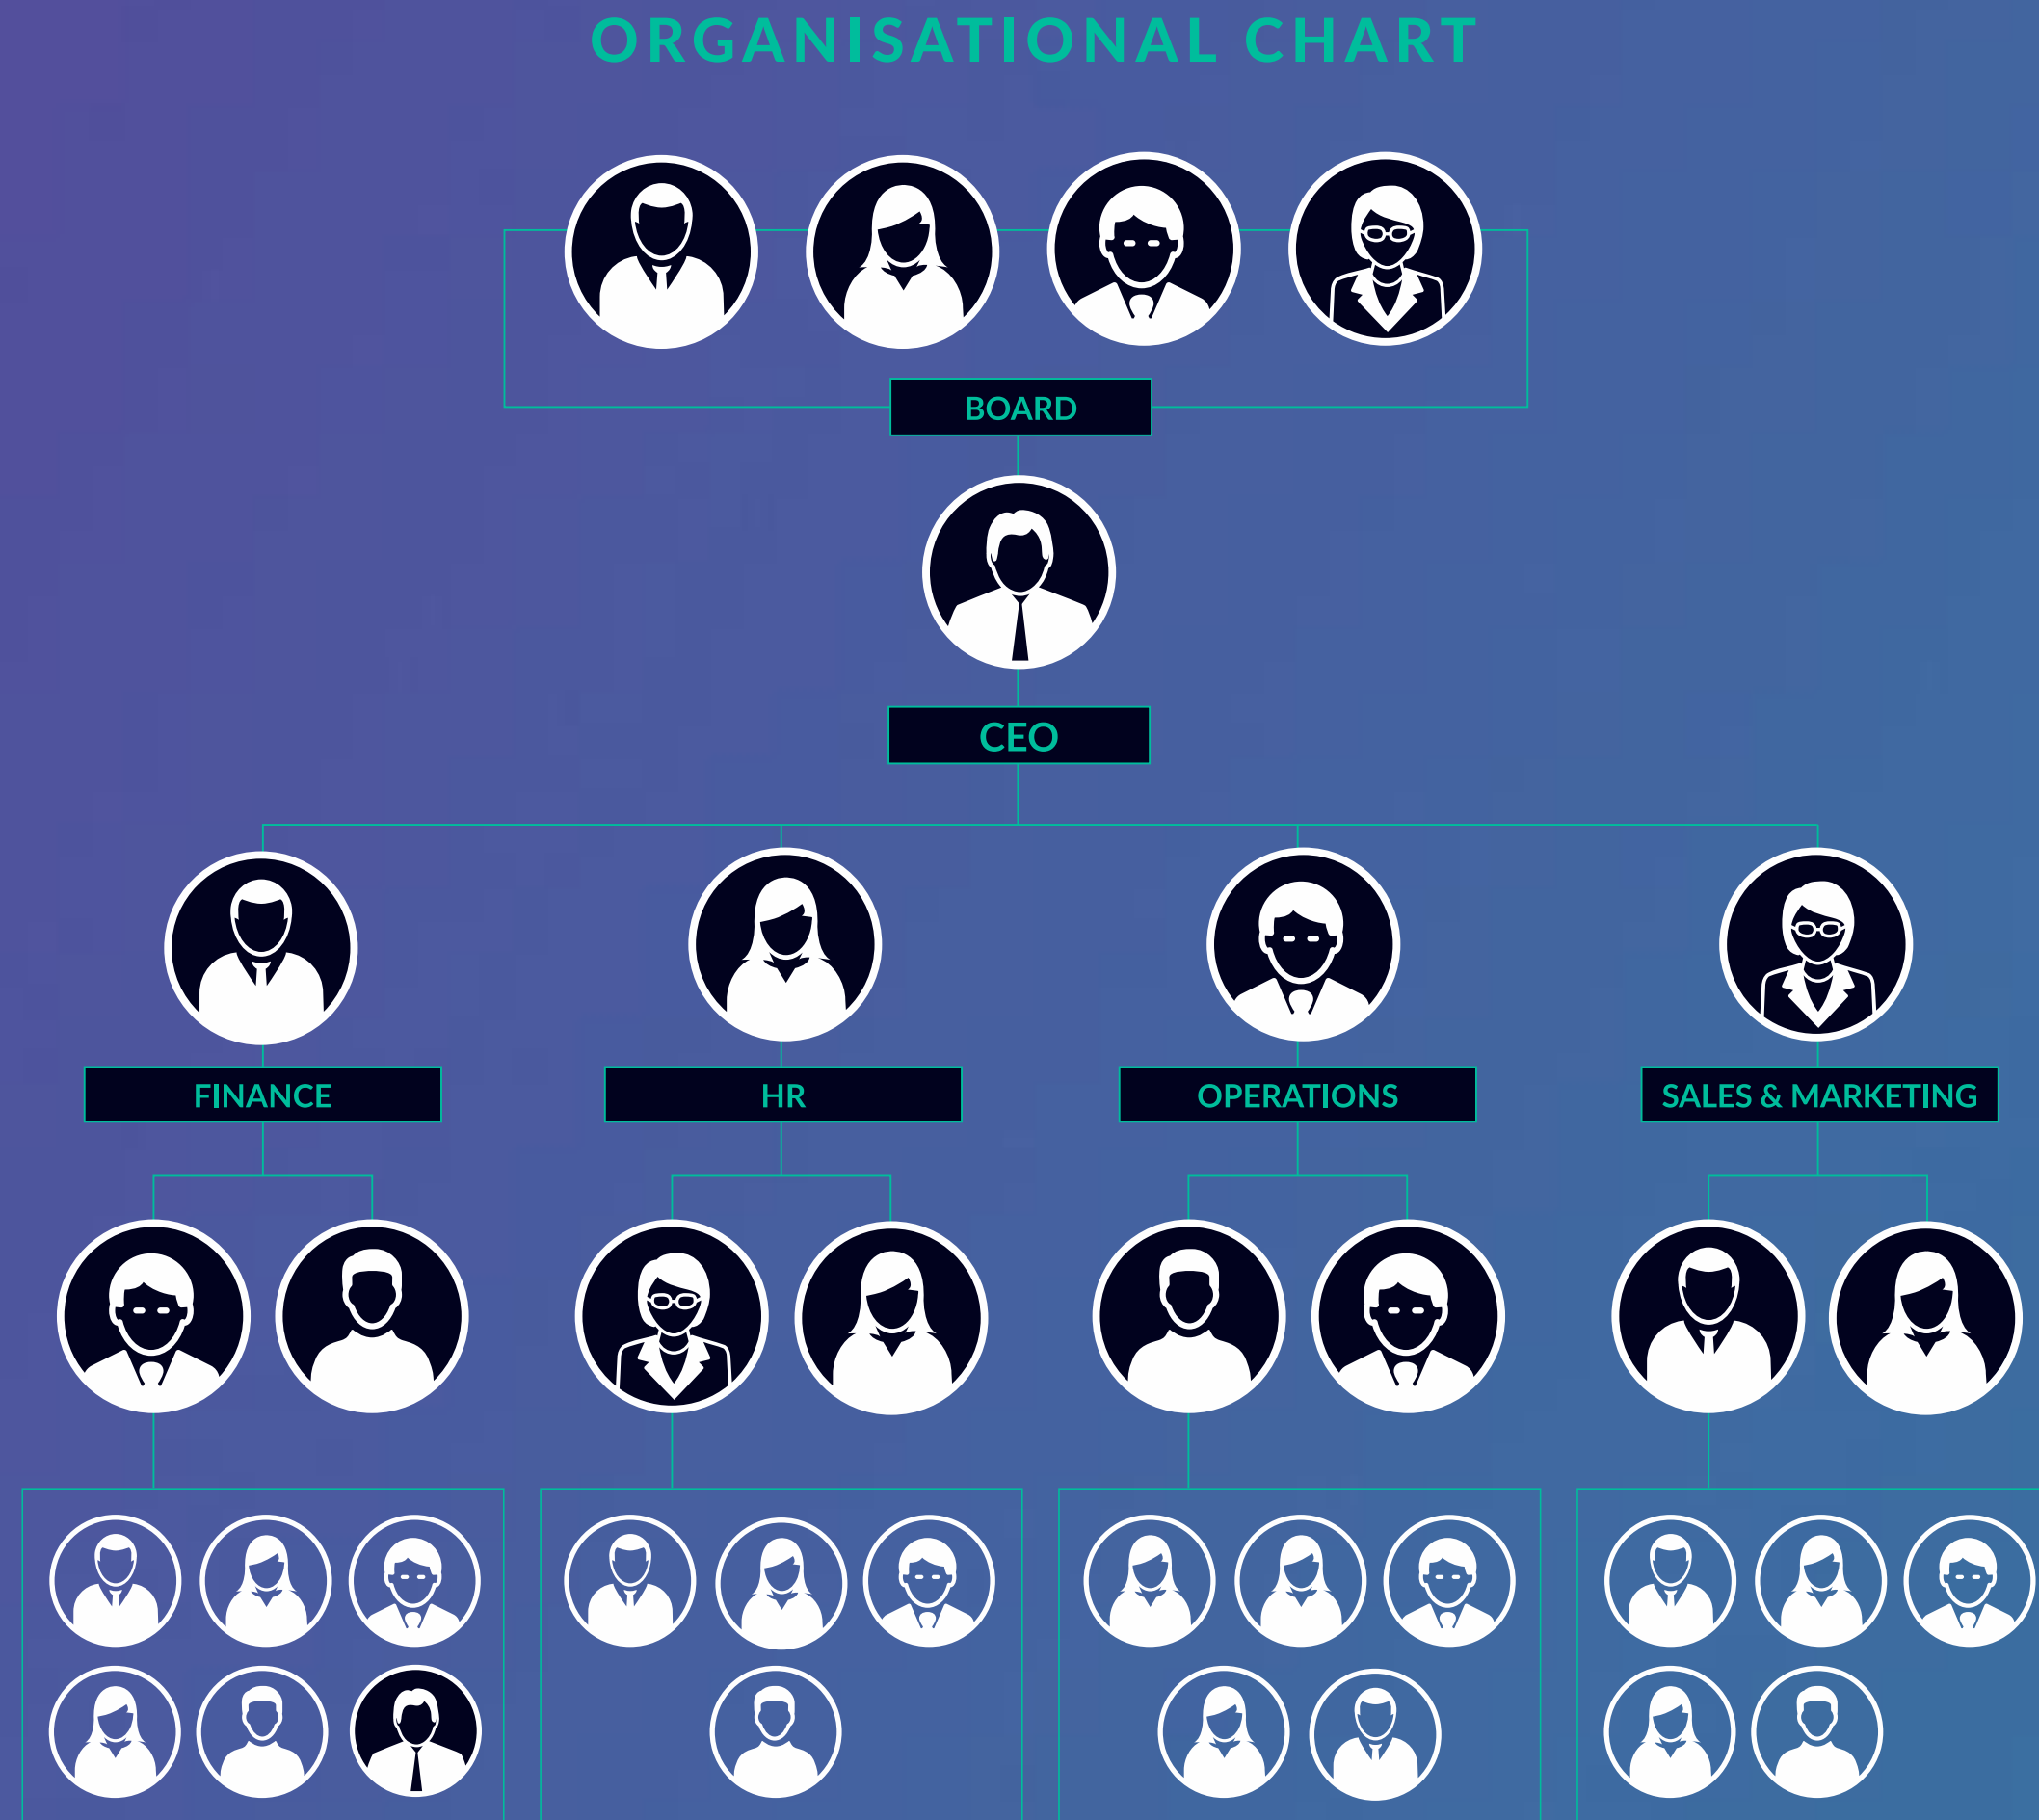 ORGANISATIONAL CHART
BOARD
CEO
FINANCE
HR
OPERATIONS
SALES & MARKETING